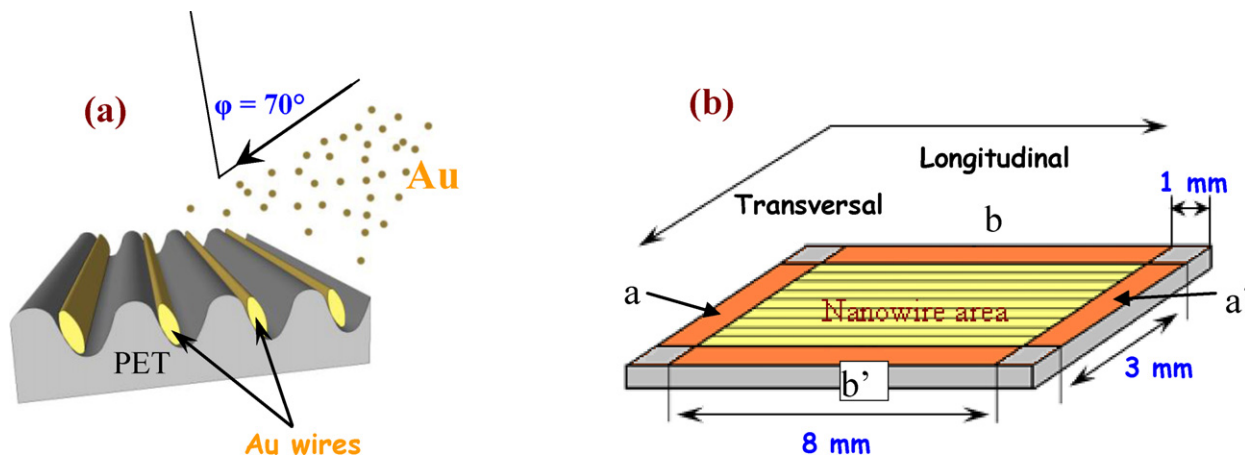 (a)
φ = 70°
Au
PET
Au wires
(b)
Longitudinal
1 mm
Transversal
b
a
Nanowire area
a'
b'
3 mm
8 mm